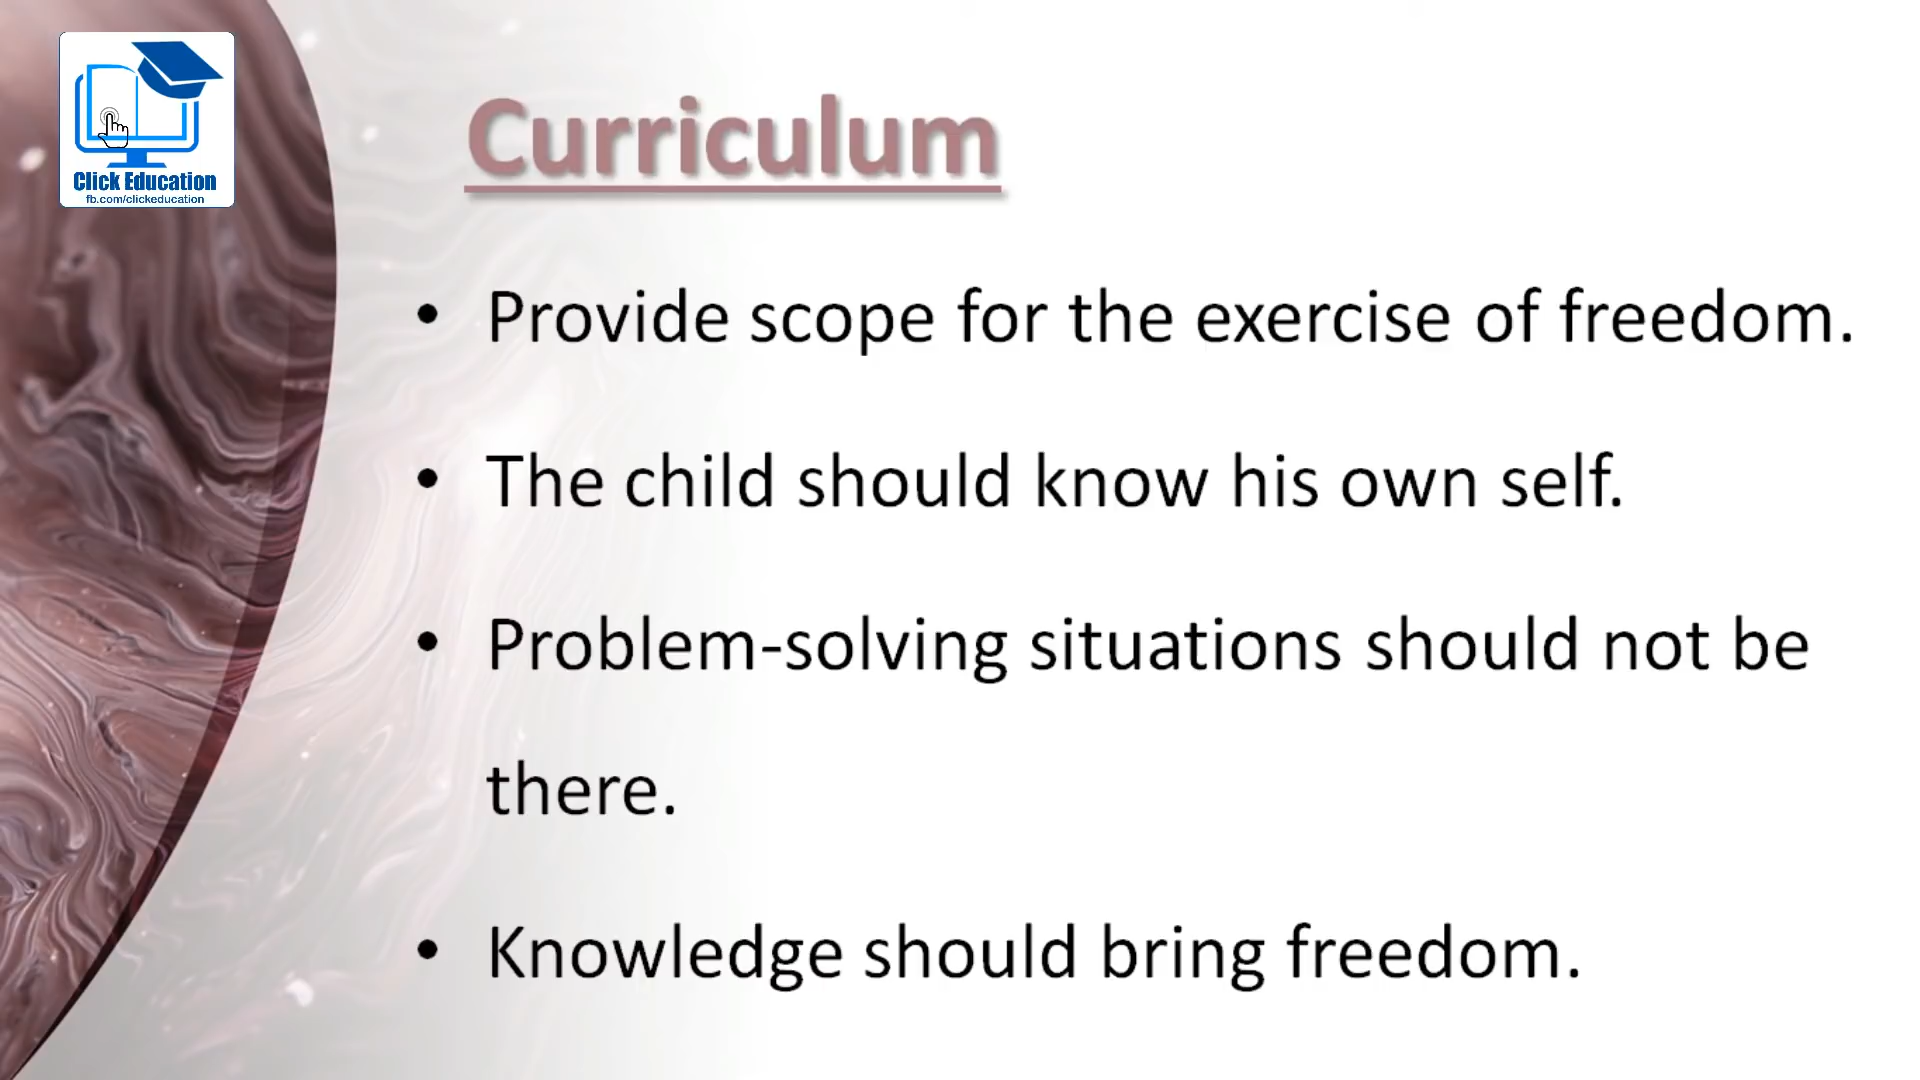 Click Education
fb.com/clickeducation
Curriculum
• Provide scope for the exercise of freedom.
• The child should know his own self.
• Problem-solving situations should not be
there.
• Knowledge should bring freedom.